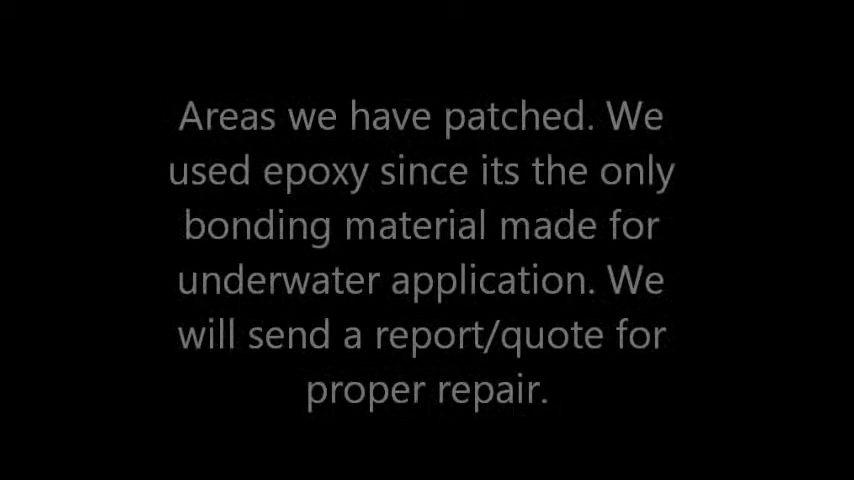 Areas we have patched. We
used epoxy since its the only
bonding material made for
underwater application. We
will send a report/quote for
proper repair.